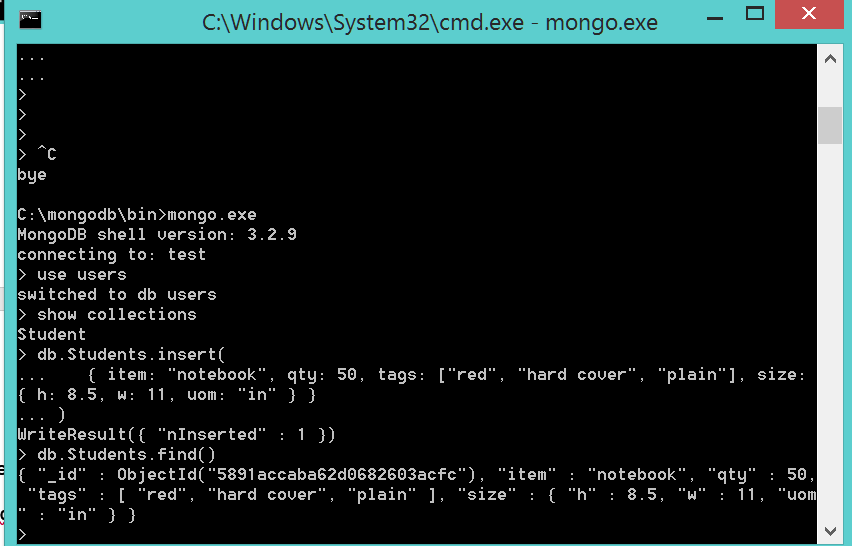 C:\Windows\System32\cmd.exe - mongo.exe
...
...
>
>
>
> ^C
bye
C:\mongodb\bin>mongo.exe
MongoDB shell version: 3.2.9
connecting to: test
> use users
switched to db users
> show collections
Student
> db.Students.insert(
...    { item: "notebook", qty: 50, tags: ["red", "hard cover", "plain"], size:
{ h: 8.5, w: 11, uom: "in" } }
... )
WriteResult({ "nInserted" : 1 })
> db.Students.find()
{ "_id" : ObjectId("5891accaba62d0682603acfc"), "item" : "notebook", "qty" : 50,
"tags" : [ "red", "hard cover", "plain" ], "size" : { "h" : 8.5, "w" : 11, "uom
" : "in" } }
>